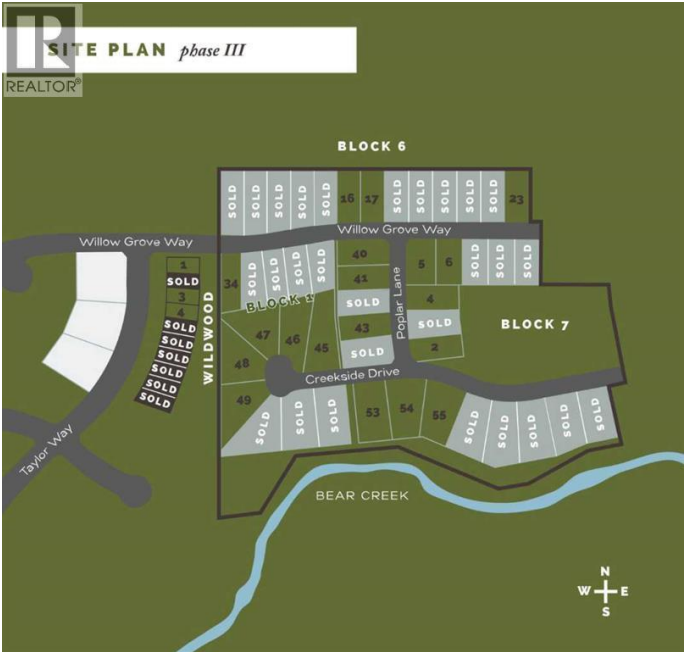 SITE PLAN phase III
R
REALTOR®
BLOCK 6
SOLD SOLD SOLD SOLD SOLD 16 17 SOLD SOLD SOLD SOLD SOLD 23
Willow Grove Way
Willow Grove Way
1
SOLD
3
4
SOLD
SOLD
SOLD
SOLD
SOLD
SOLD
WILDWOOD
34 SOLD SOLD SOLD SOLD
BLOCK 1
40
41
SOLD
43
SOLD
Poplar Lane
5 6 SOLD SOLD SOLD
4
SOLD
2
BLOCK 7
47 46 45
48
49
Creekside Drive
SOLD SOLD SOLD 53 54 55 SOLD SOLD SOLD SOLD SOLD
Taylor Way
BEAR CREEK
N
W E
S